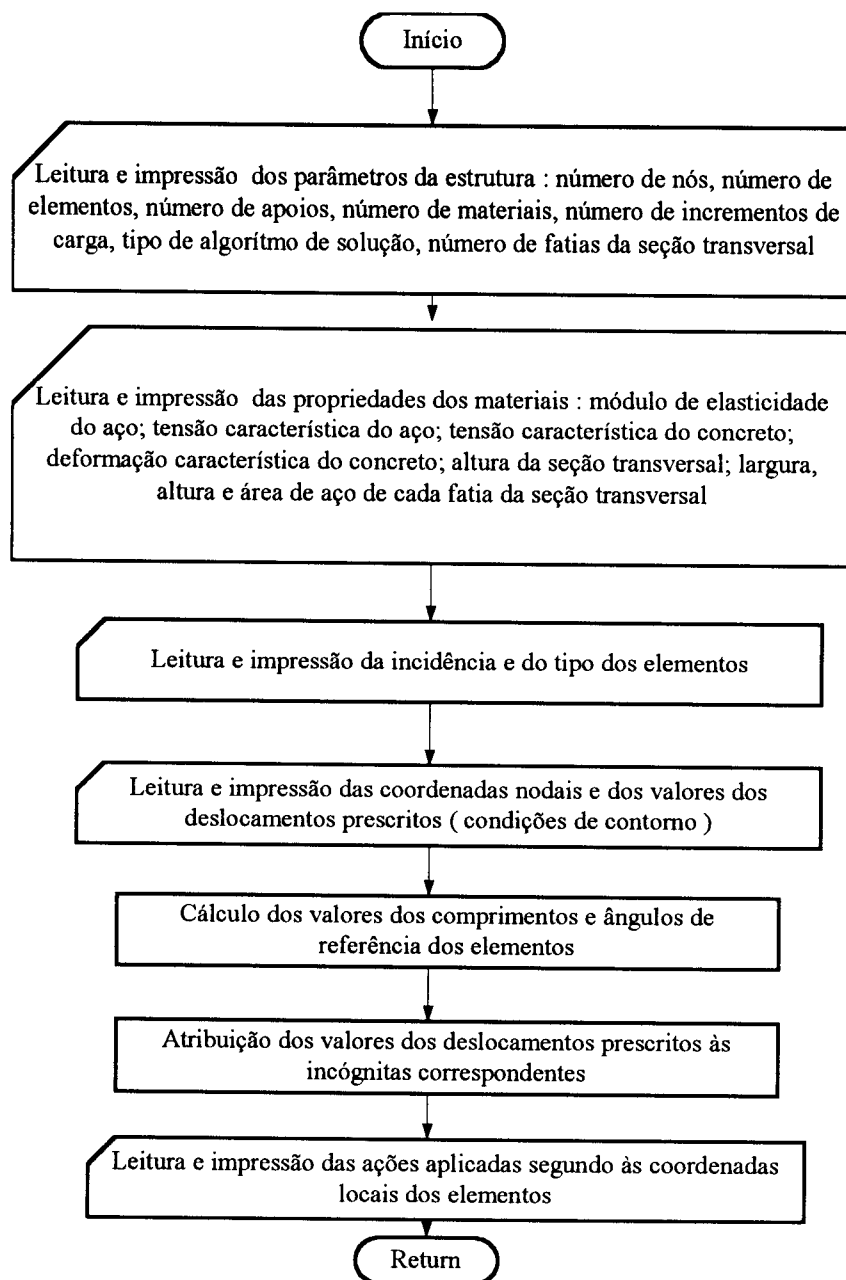 Início
Leitura e impressão dos parâmetros da estrutura : número de nós, número de
elementos, número de apoios, número de materiais, número de incrementos de
carga, tipo de algorítmo de solução, número de fatias da seção transversal
Leitura e impressão das propriedades dos materiais : módulo de elasticidade
do aço; tensão característica do aço; tensão característica do concreto;
deformação característica do concreto; altura da seção transversal; largura,
altura e área de aço de cada fatia da seção transversal
Leitura e impressão da incidência e do tipo dos elementos
Leitura e impressão das coordenadas nodais e dos valores dos
deslocamentos prescritos ( condições de contorno )
Cálculo dos valores dos comprimentos e ângulos de
referência dos elementos
Atribuição dos valores dos deslocamentos prescritos às
incógnitas correspondentes
Leitura e impressão das ações aplicadas segundo às coordenadas
locais dos elementos
Return